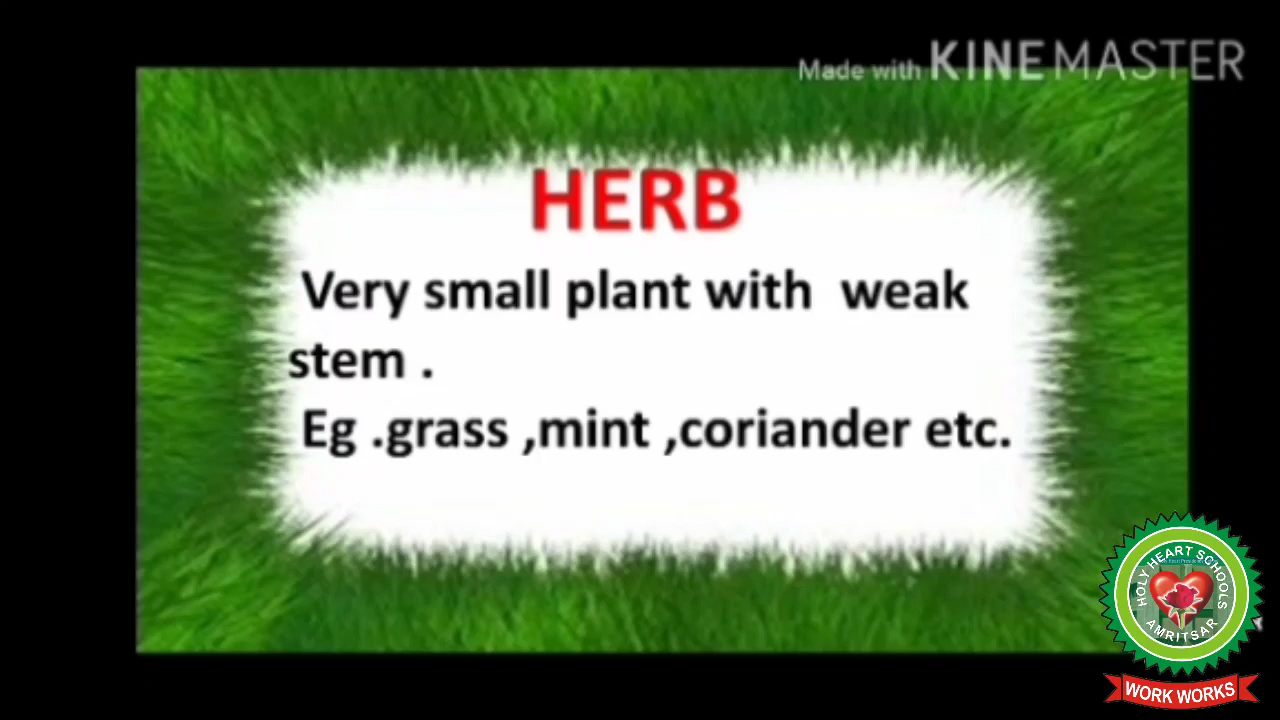 Made with KINEMASTER
HERB
Very small plant with weak
stem .
Eg .grass ,mint ,coriander etc.
HOLY HEART SCHOOLS
AMRITSAR
WORK WORKS